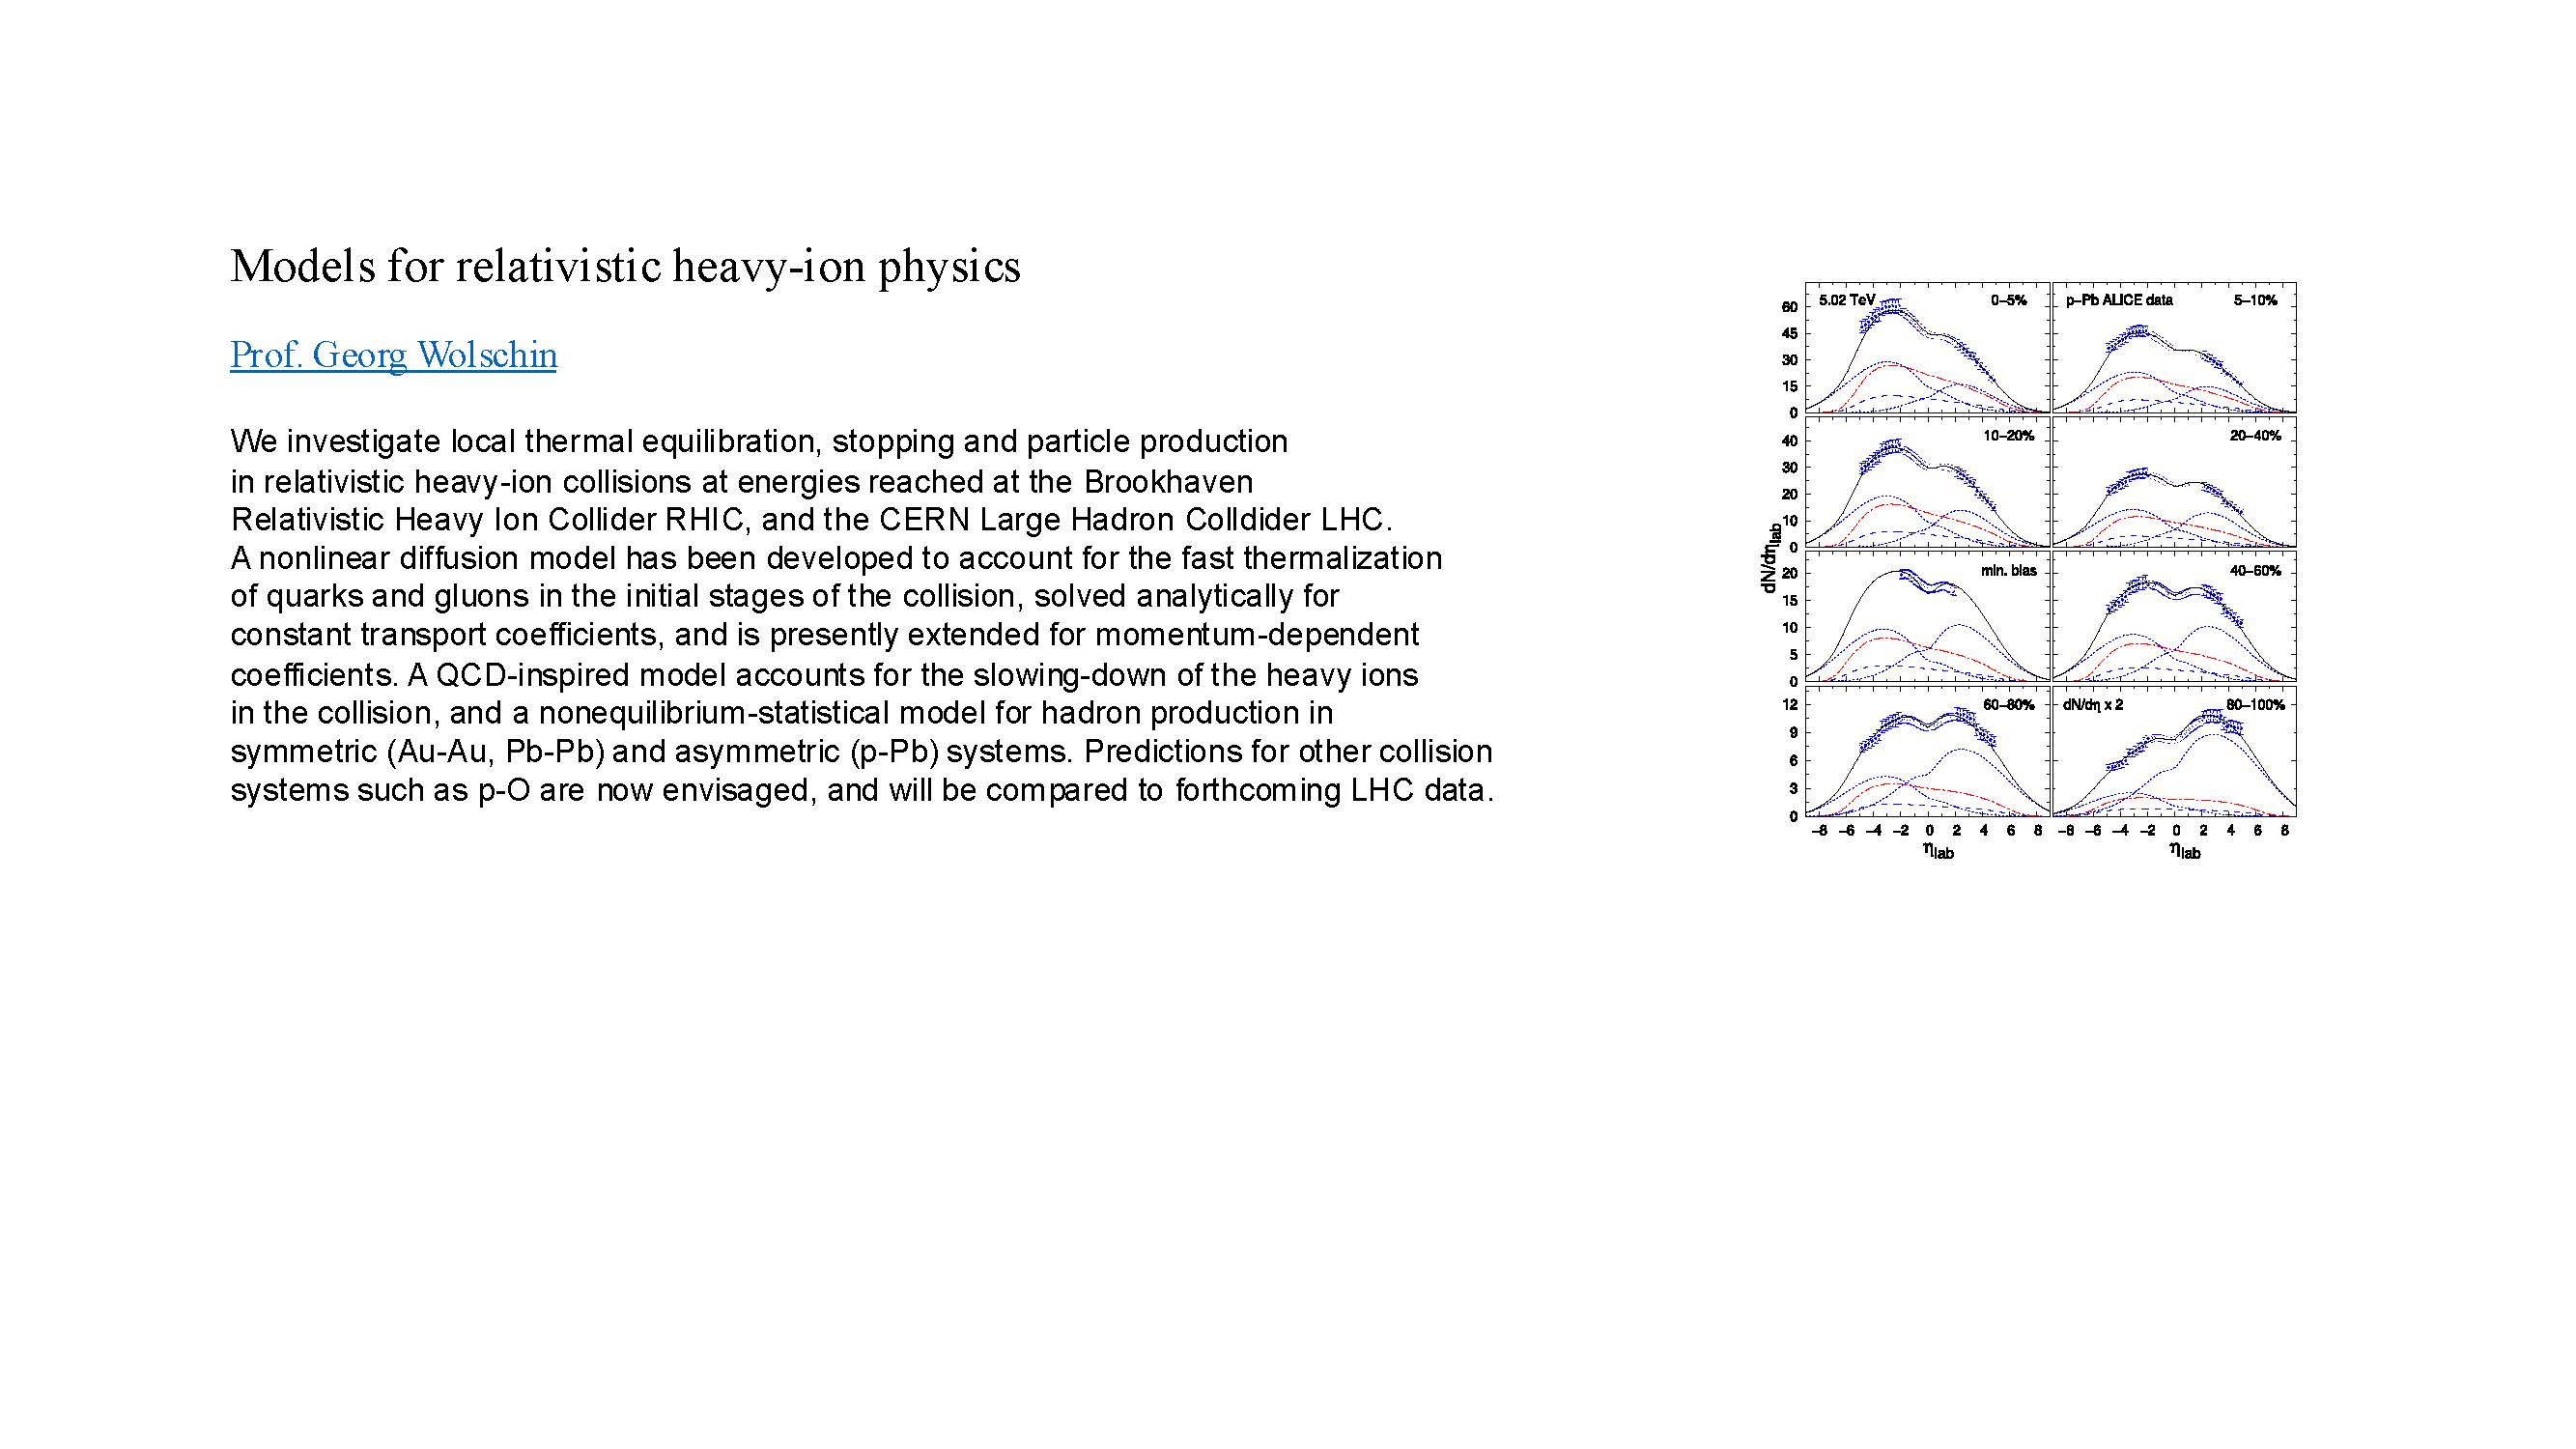 Models for relativistic heavy-ion physics
Prof. Georg Wolschin
We investigate local thermal equilibration, stopping and particle production
in relativistic heavy-ion collisions at energies reached at the Brookhaven
Relativistic Heavy Ion Collider RHIC, and the CERN Large Hadron Colldider LHC.
A nonlinear diffusion model has been developed to account for the fast thermalization
of quarks and gluons in the initial stages of the collision, solved analytically for
constant transport coefficients, and is presently extended for momentum-dependent
coefficients. A QCD-inspired model accounts for the slowing-down of the heavy ions
in the collision, and a nonequilibrium-statistical model for hadron production in
symmetric (Au-Au, Pb-Pb) and asymmetric (p-Pb) systems. Predictions for other collision
systems such as p-O are now envisaged, and will be compared to forthcoming LHC data.
5.02 TeV 0–5% p–Pb ALICE data 5–10%
60
45
30
15
0
10–20% 20–40%
40
30
20
10
0
dN/dηlab
min. bias 40–60%
20
15
10
5
0
60–80% dN/dη x 2 80–100%
12
9
6
3
0
–8 –6 –4 –2 0 2 4 6 8 –8 –6 –4 –2 0 2 4 6 8
ηlab ηlab